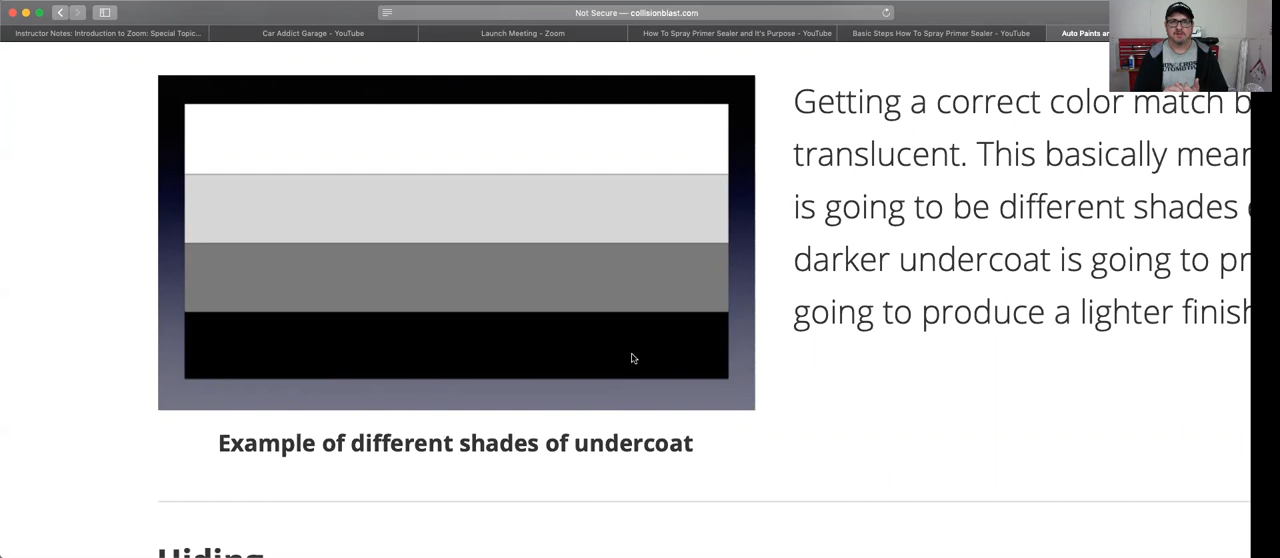 Not Secure — collisionblast.com
Instructor Notes: Introduction to Zoom: Special Topic...
Car Addict Garage - YouTube
Launch Meeting - Zoom
How To Spray Primer Sealer and It's Purpose - YouTube
Basic Steps How To Spray Primer Sealer - YouTube
Auto Paints
Getting a correct color match
translucent. This basically
is going to be different shades
darker undercoat is going to
going to produce a lighter
Example of different shades of undercoat
Hiding